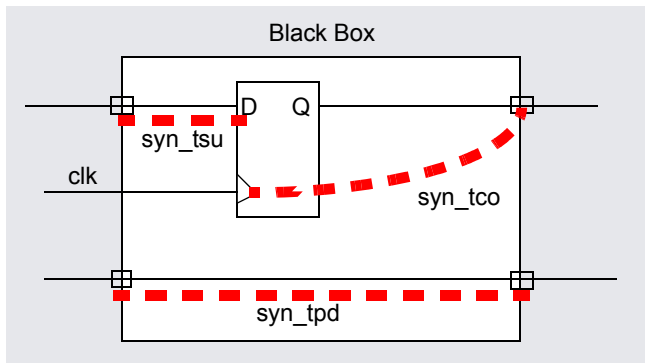 Black Box
D Q
syn_tsu
clk
syn_tco
syn_tpd